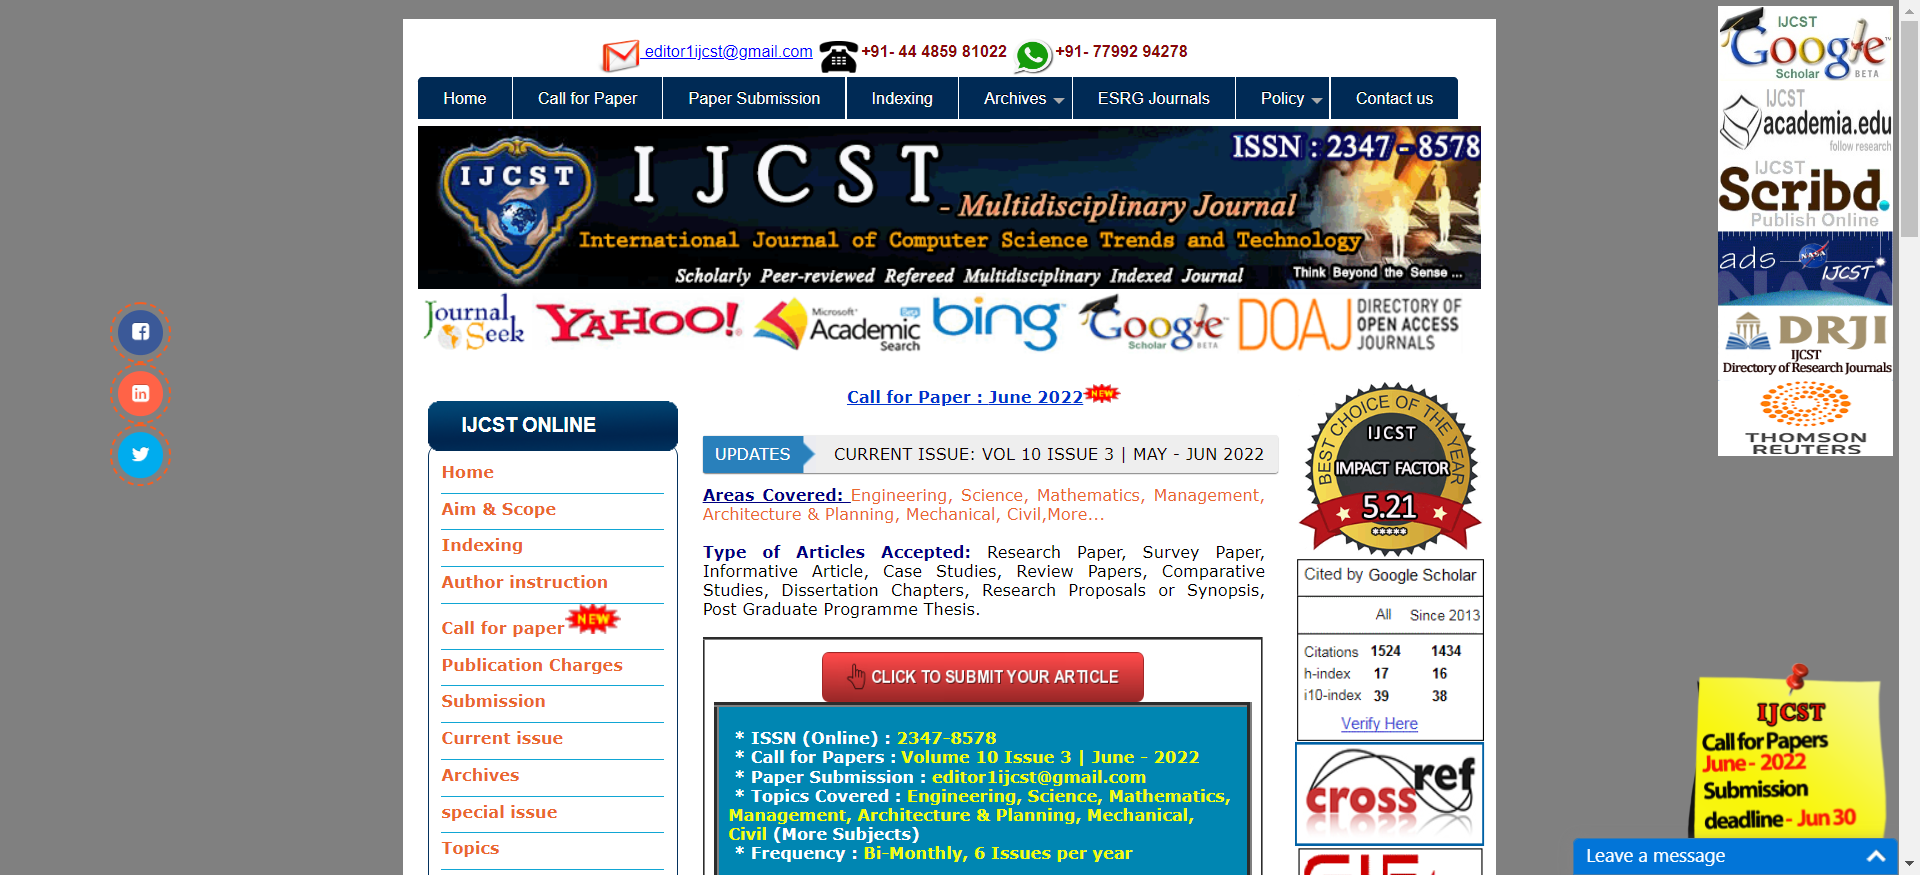 editor1ijcst@gmail.com +91- 44 4859 81022 +91- 77992 94278
Home Call for Paper Paper Submission Indexing Archives ESRG Journals Policy Contact us
IJCST
ISSN : 2347 - 8578
I J C S T
- Multidisciplinary Journal
International Journal of Computer Science Trends and Technology
Scholarly Peer-reviewed Refereed Multidisciplinary Indexed Journal
Think Beyond the Sense ...
Journal Seek
YAHOO!
Microsoft Academic Search Beta
bing
Google Scholar BETA
DOAJ DIRECTORY OF OPEN ACCESS JOURNALS
IJCST ONLINE
Home
Aim & Scope
Indexing
Author instruction
Call for paper NEW
Publication Charges
Submission
Current issue
Archives
special issue
Topics
Call for Paper : June 2022 NEW
UPDATES CURRENT ISSUE: VOL 10 ISSUE 3 | MAY - JUN 2022
Areas Covered: Engineering, Science, Mathematics, Management,
Architecture & Planning, Mechanical, Civil,More...
Type of Articles Accepted: Research Paper, Survey Paper,
Informative Article, Case Studies, Review Papers, Comparative
Studies, Dissertation Chapters, Research Proposals or Synopsis,
Post Graduate Programme Thesis.
CLICK TO SUBMIT YOUR ARTICLE
* ISSN (Online) : 2347-8578
* Call for Papers : Volume 10 Issue 3 | June - 2022
* Paper Submission : editor1ijcst@gmail.com
* Topics Covered : Engineering, Science, Mathematics,
Management, Architecture & Planning, Mechanical,
Civil (More Subjects)
* Frequency : Bi-Monthly, 6 Issues per year
BEST CHOICE OF THE YEAR
IJCST
IMPACT FACTOR
5.21
Cited by Google Scholar
All Since 2013
Citations 1524 1434
h-index 17 16
i10-index 39 38
Verify Here
crossref
IJCST
Google
Scholar BETA
IJCST
academia.edu
follow research
IJCST
Scribd.
Publish Online
ads NASA IJCST
NASA
DRJI
IJCST
Directory of Research Journals
THOMSON
REUTERS
IJCST
Call for Papers
June - 2022
Submission
deadline - Jun 30
Leave a message